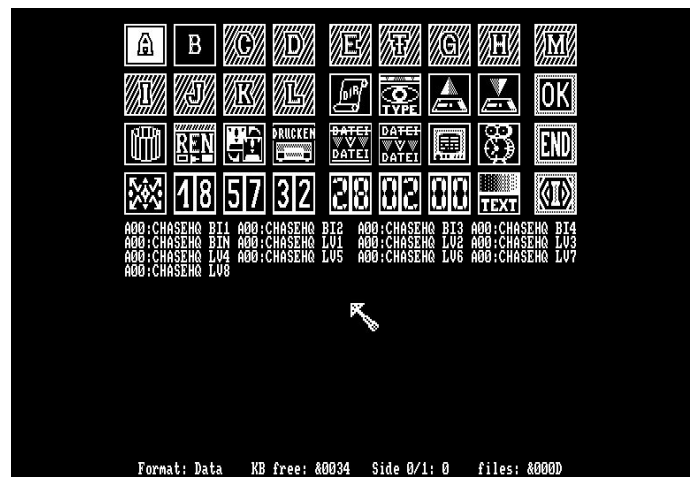 A B C D E F G H M
I J K L DIR TYPE OK
REN DRUCKEN DATEI DATEI END
DATEI DATEI
18 57 32 28 02 00 TEXT I
A00:CHASEHQ BI1 A00:CHASEHQ BI2 A00:CHASEHQ BI3 A00:CHASEHQ BI4
A00:CHASEHQ BIN A00:CHASEHQ LV1 A00:CHASEHQ LV2 A00:CHASEHQ LV3
A00:CHASEHQ LV4 A00:CHASEHQ LV5 A00:CHASEHQ LV6 A00:CHASEHQ LV7
A00:CHASEHQ LV8
Format: Data KB free: &0034 Side 0/1: 0 files: &000D